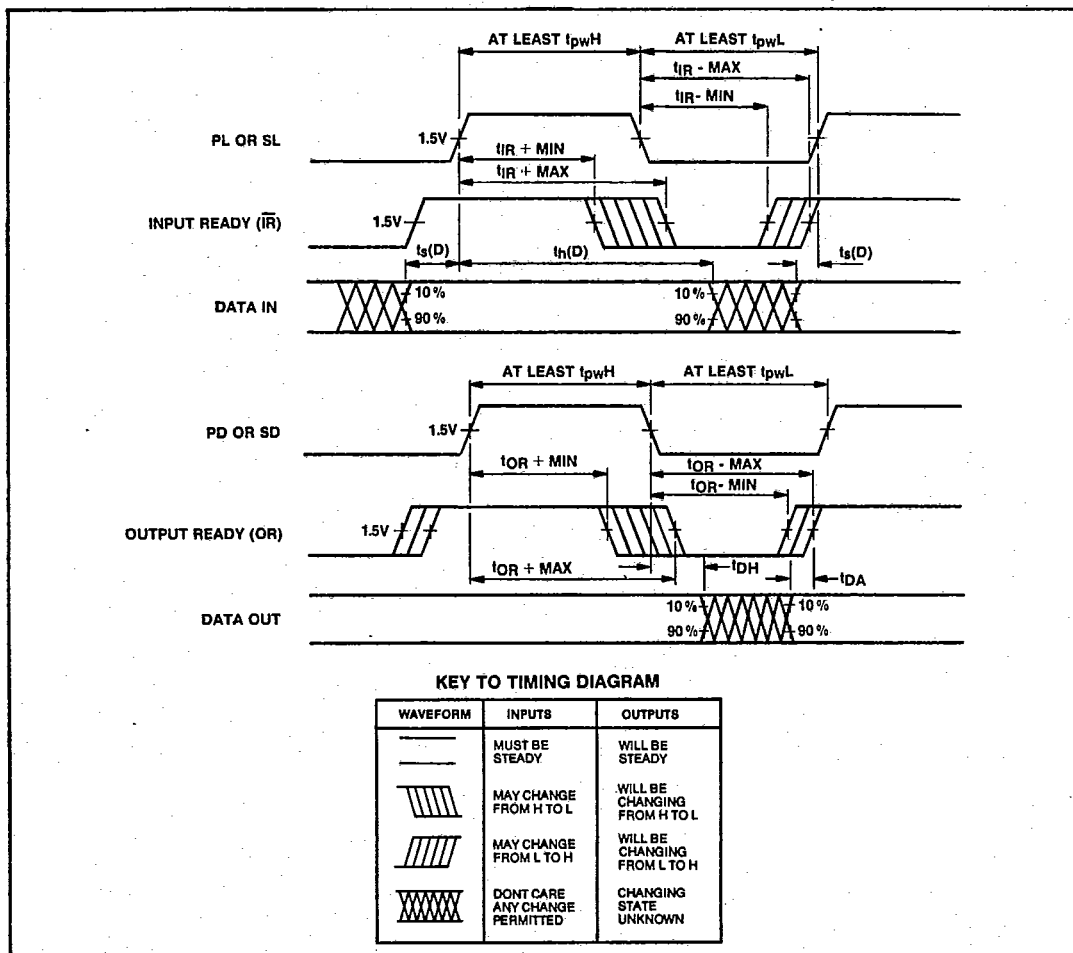 AT LEAST tpwH
AT LEAST tpwL
tIR - MAX
tIR- MIN
PL OR SL
1.5V
tIR + MIN
tIR + MAX
INPUT READY (I̅R̅)
1.5V
ts(D)
th(D)
ts(D)
DATA IN
10%
90%
10%
90%
AT LEAST tpwH
AT LEAST tpwL
PD OR SD
1.5V
tOR + MIN
tOR - MAX
tOR- MIN
OUTPUT READY (OR)
1.5V
tOR + MAX
tDH
tDA
DATA OUT
10%
90%
10%
90%
KEY TO TIMING DIAGRAM
WAVEFORM INPUTS OUTPUTS
MUST BE STEADY
WILL BE STEADY
MAY CHANGE FROM H TO L
WILL BE CHANGING FROM H TO L
MAY CHANGE FROM L TO H
WILL BE CHANGING FROM L TO H
DONT CARE ANY CHANGE PERMITTED
CHANGING STATE UNKNOWN